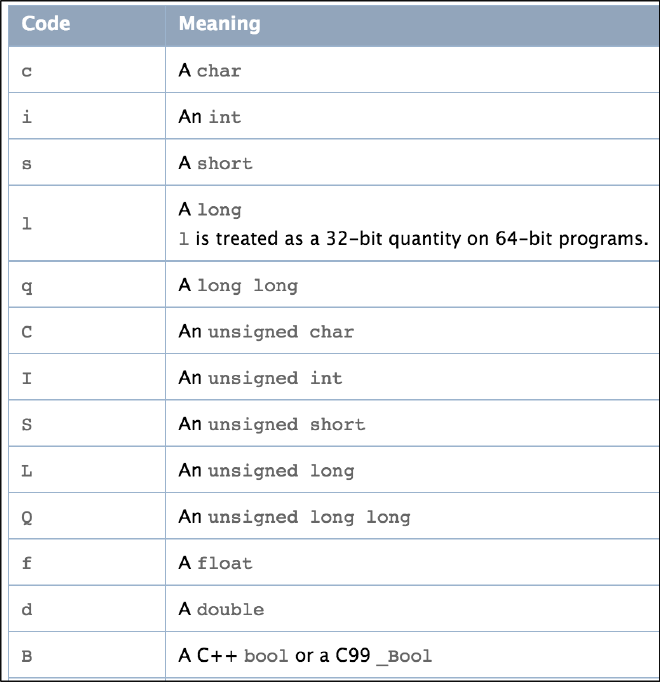 Code Meaning
c A char
i An int
s A short
l A long
l is treated as a 32-bit quantity on 64-bit programs.
q A long long
C An unsigned char
I An unsigned int
S An unsigned short
L An unsigned long
Q An unsigned long long
f A float
d A double
B A C++ bool or a C99 _Bool